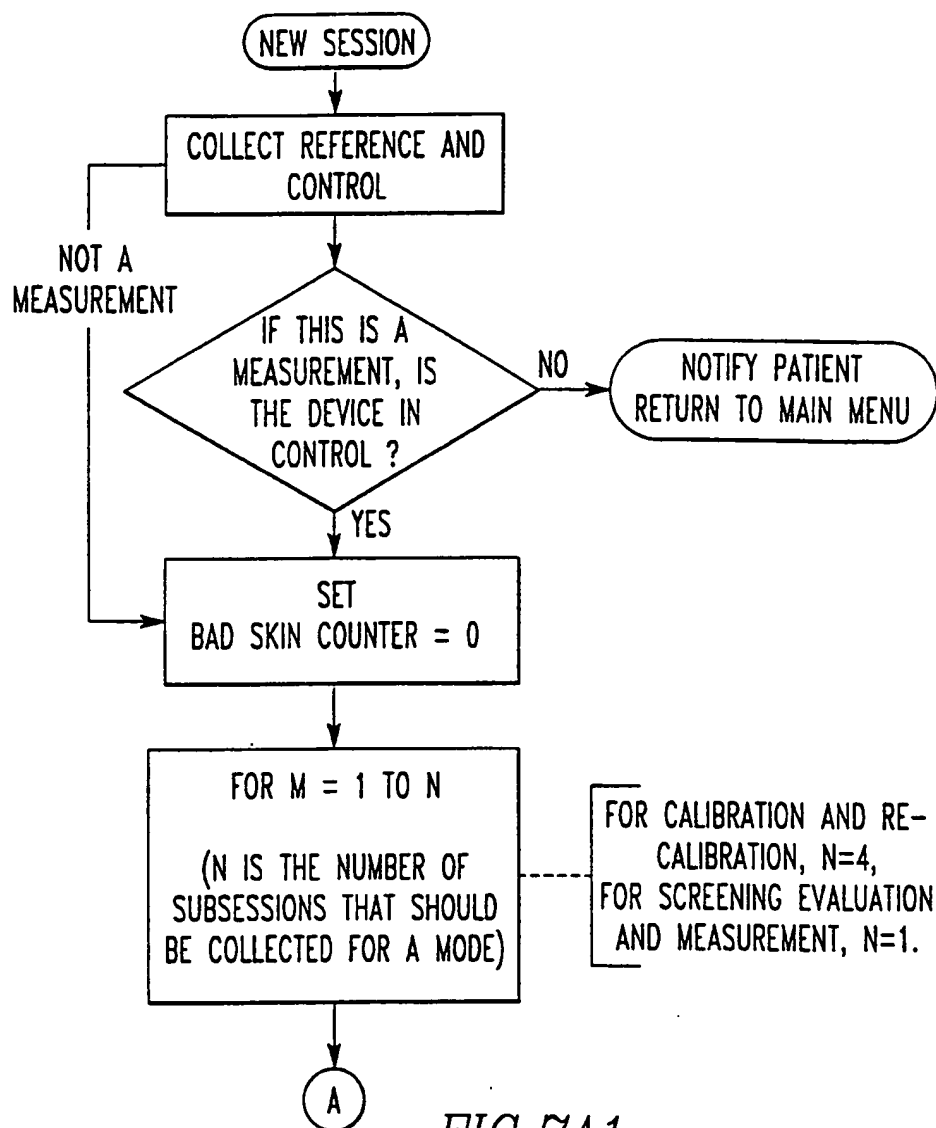 NEW SESSION
COLLECT REFERENCE AND
CONTROL
NOT A
MEASUREMENT
IF THIS IS A
MEASUREMENT, IS
THE DEVICE IN
CONTROL ?
NO
NOTIFY PATIENT
RETURN TO MAIN MENU
YES
SET
BAD SKIN COUNTER = 0
FOR M = 1 TO N
(N IS THE NUMBER OF
SUBSESSIONS THAT SHOULD
BE COLLECTED FOR A MODE)
FOR CALIBRATION AND RE-
CALIBRATION, N=4,
FOR SCREENING EVALUATION
AND MEASUREMENT, N=1.
A
FIG.7A1